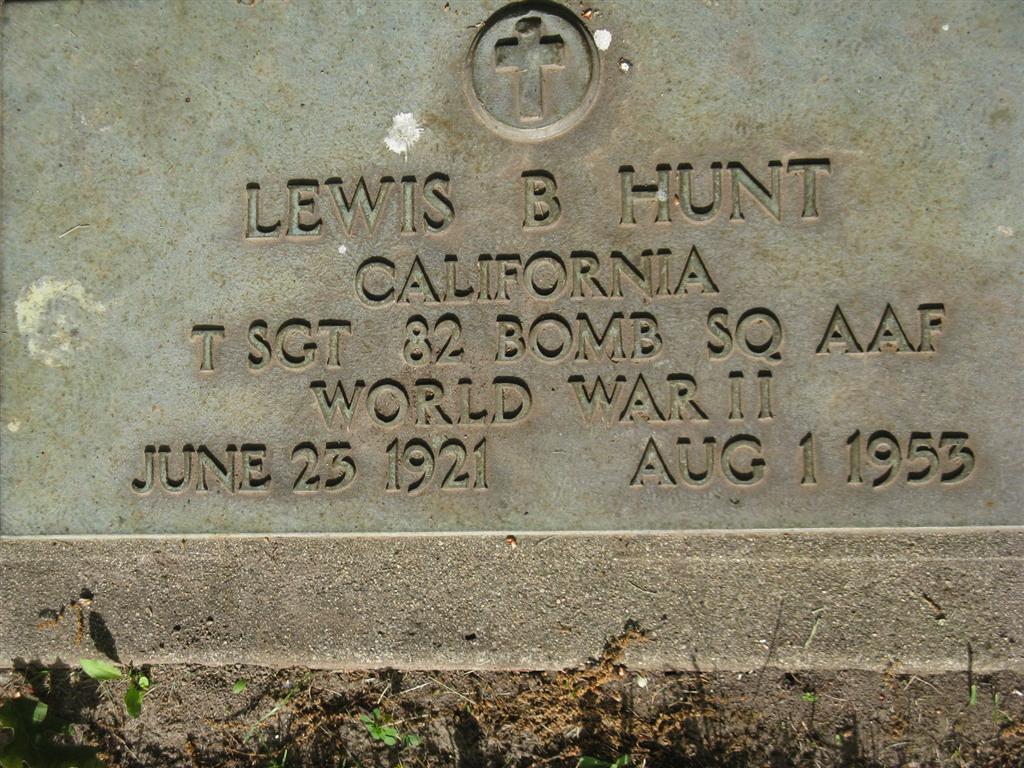 LEWIS B HUNT
CALIFORNIA
T SGT 82 BOMB SQ AAF
WORLD WAR II
JUNE 23 1921 AUG 1 1953